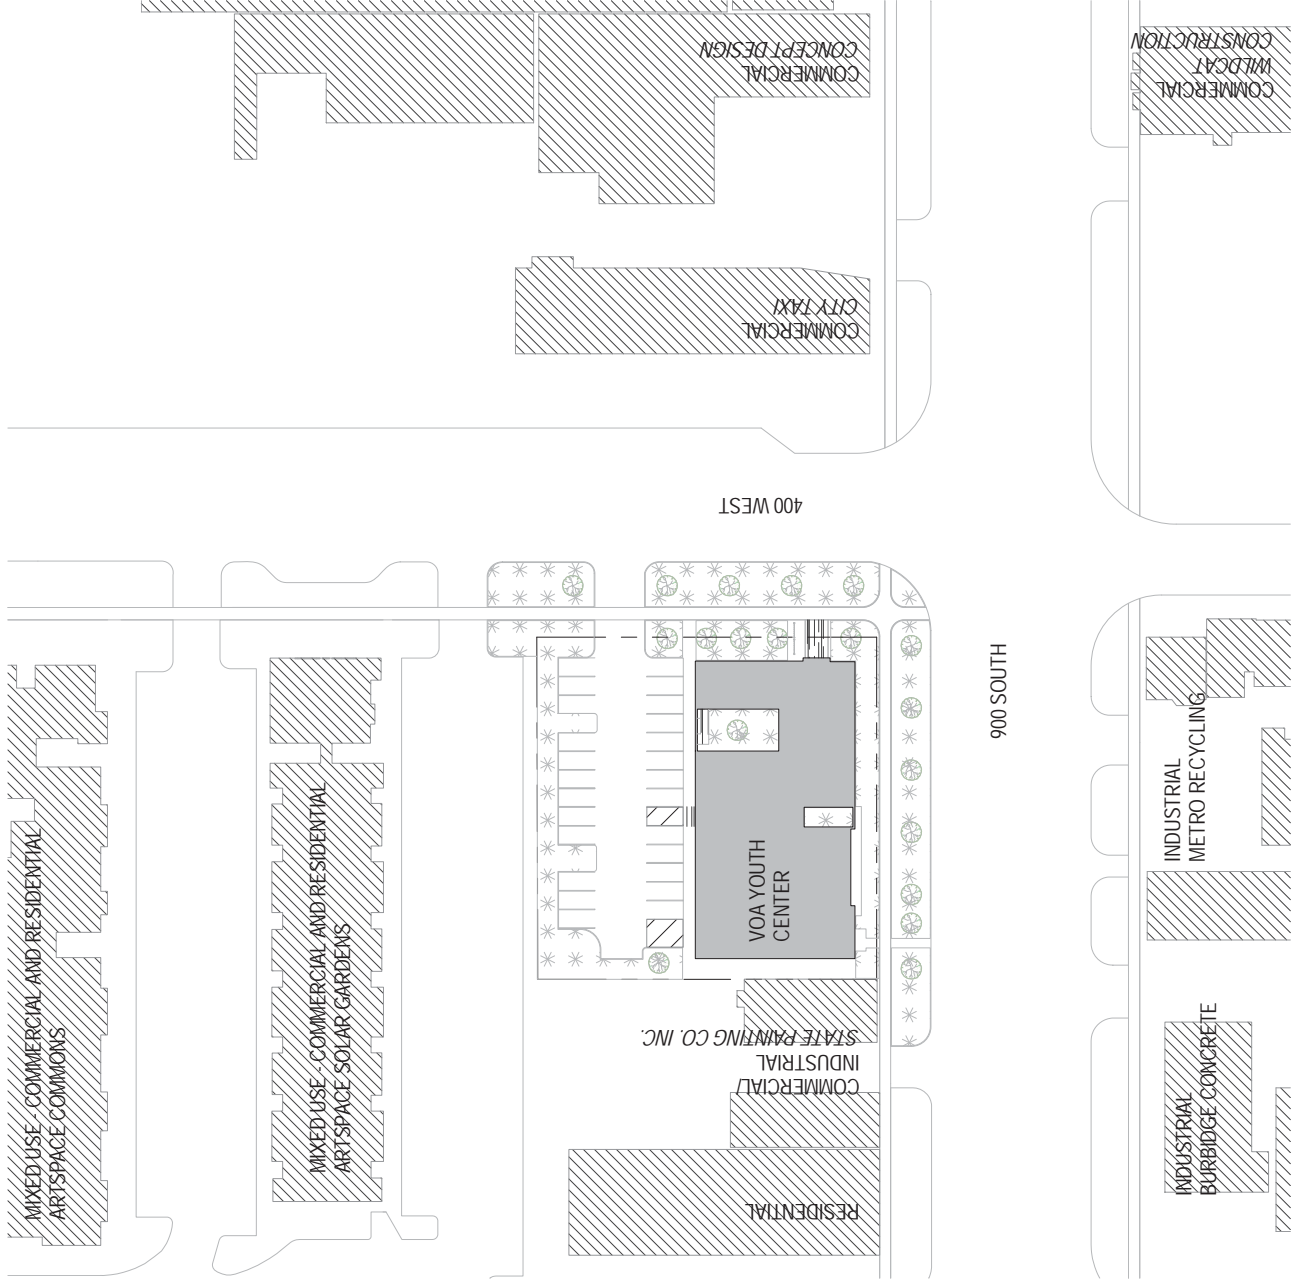 COMMERCIAL
CONCEPT DESIGN
COMMERCIAL
WILDCAT
CONSTRUCTION
COMMERCIAL
CITY TAXI
400 WEST
900 SOUTH
MIXED USE - COMMERCIAL AND RESIDENTIAL
ARTSPACE COMMONS
MIXED USE - COMMERCIAL AND RESIDENTIAL
ARTSPACE SOLAR GARDENS
VOA YOUTH
CENTER
INDUSTRIAL
METRO RECYCLING
COMMERCIAL/
INDUSTRIAL
STATE PAINTING CO. INC.
INDUSTRIAL
BURBIDGE CONCRETE
RESIDENTIAL